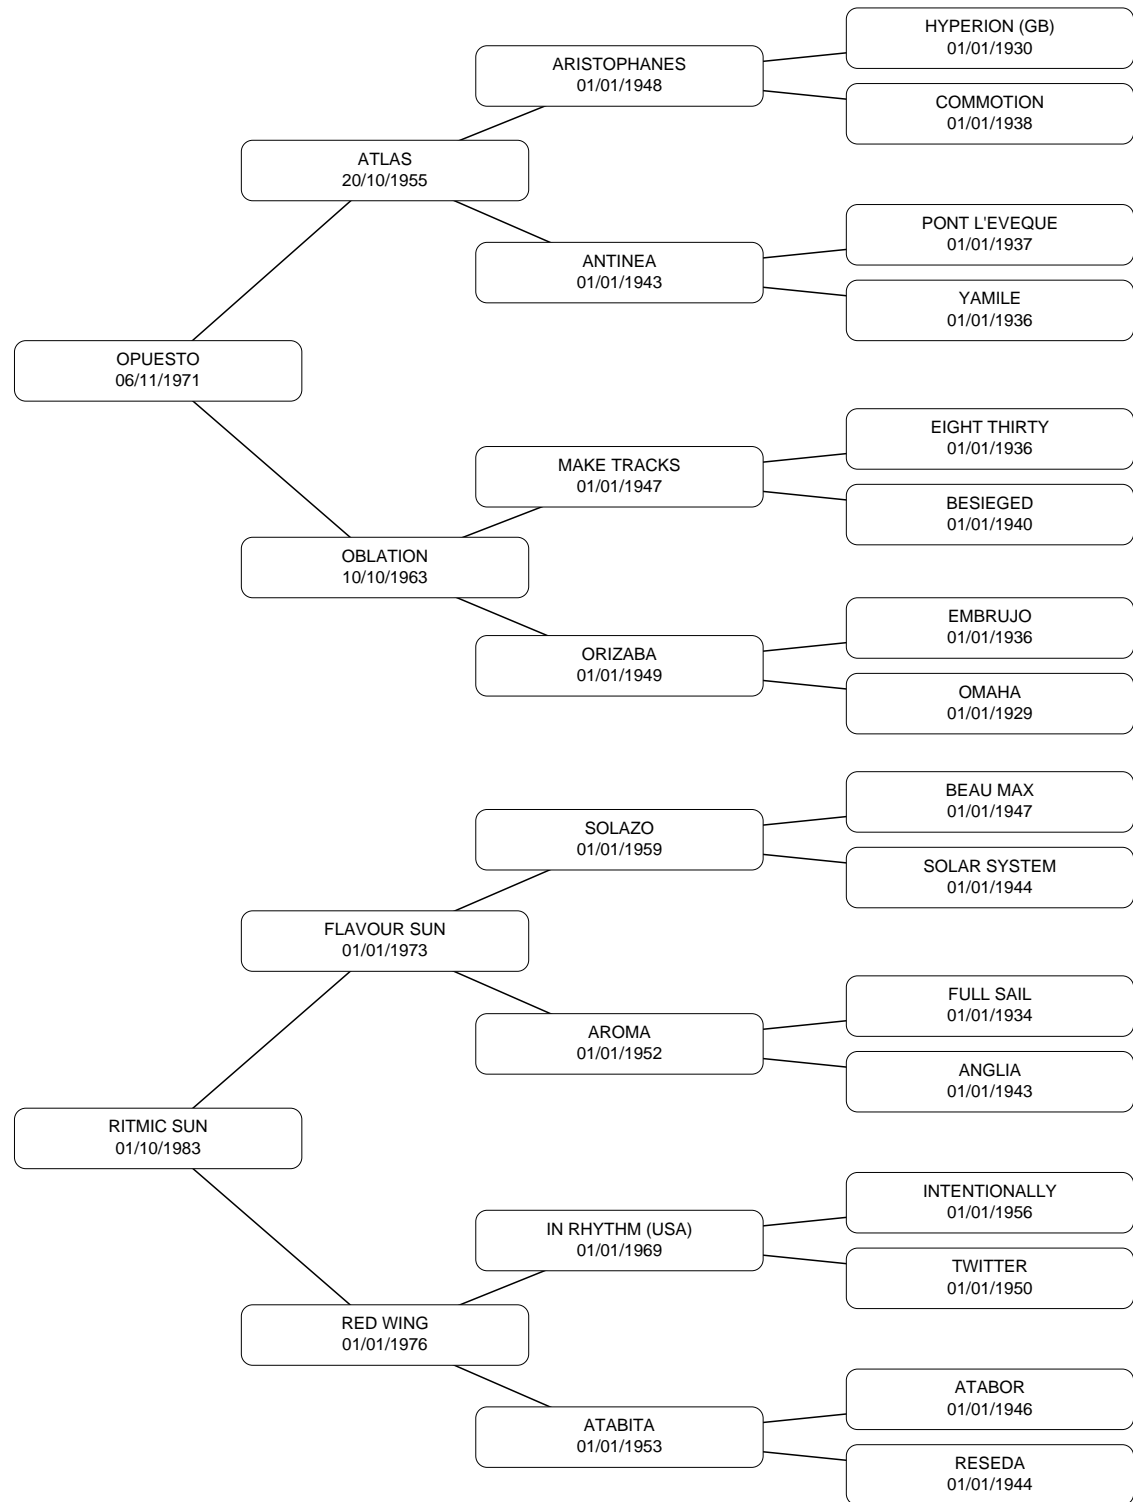 HYPERION (GB)
01/01/1930
ARISTOPHANES
01/01/1948
COMMOTION
01/01/1938
ATLAS
20/10/1955
PONT L'EVEQUE
01/01/1937
ANTINEA
01/01/1943
YAMILE
01/01/1936
OPUESTO
06/11/1971
EIGHT THIRTY
01/01/1936
MAKE TRACKS
01/01/1947
BESIEGED
01/01/1940
OBLATION
10/10/1963
EMBRUJO
01/01/1936
ORIZABA
01/01/1949
OMAHA
01/01/1929
BEAU MAX
01/01/1947
SOLAZO
01/01/1959
SOLAR SYSTEM
01/01/1944
FLAVOUR SUN
01/01/1973
FULL SAIL
01/01/1934
AROMA
01/01/1952
ANGLIA
01/01/1943
RITMIC SUN
01/10/1983
INTENTIONALLY
01/01/1956
IN RHYTHM (USA)
01/01/1969
TWITTER
01/01/1950
RED WING
01/01/1976
ATABOR
01/01/1946
ATABITA
01/01/1953
RESEDA
01/01/1944